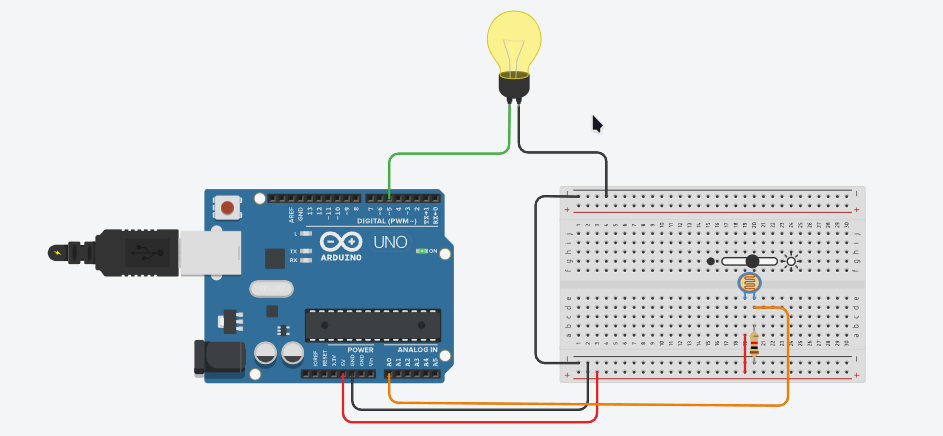 AREF
GND
13
12
~11
~10
~9
8
7
~6
~5
4
~3
2
TX→1
RX←0
DIGITAL (PWM~)
L
TX
RX
UNO
ON
ARDUINO
POWER
ANALOG IN
IOREF
RESET
3.3V
5V
GND
GND
Vin
A0
A1
A2
A3
A4
A5
- -
+ +
j j
i i
h h
g g
f f
e e
d d
c c
b b
a a
- -
+ +